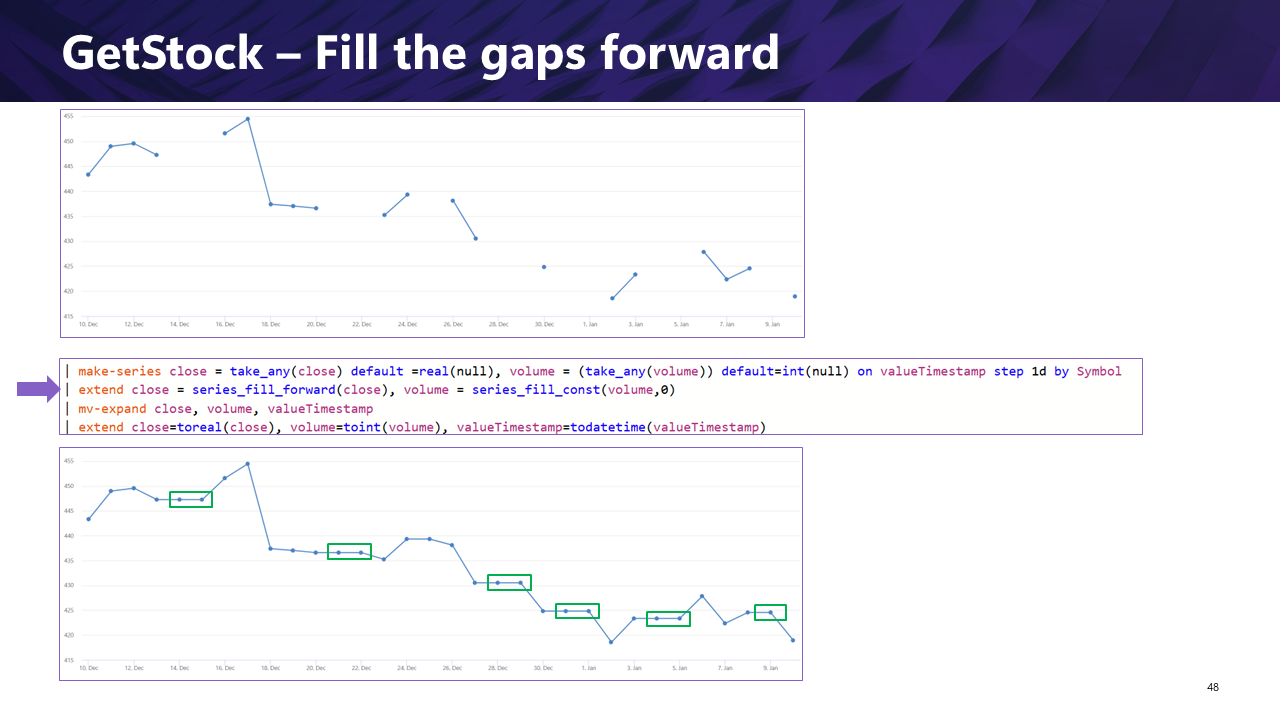 GetStock – Fill the gaps forward
455
450
445
440
435
430
425
420
415
10. Dec 12. Dec 14. Dec 16. Dec 18. Dec 20. Dec 22. Dec 24. Dec 26. Dec 28. Dec 30. Dec 1. Jan 3. Jan 5. Jan 7. Jan 9. Jan
| make-series close = take_any(close) default =real(null), volume = (take_any(volume)) default=int(null) on valueTimestamp step 1d by Symbol
| extend close = series_fill_forward(close), volume = series_fill_const(volume,0)
| mv-expand close, volume, valueTimestamp
| extend close=toreal(close), volume=toint(volume), valueTimestamp=todatetime(valueTimestamp)
455
450
445
440
435
430
425
420
415
10. Dec 12. Dec 14. Dec 16. Dec 18. Dec 20. Dec 22. Dec 24. Dec 26. Dec 28. Dec 30. Dec 1. Jan 3. Jan 5. Jan 7. Jan 9. Jan
48